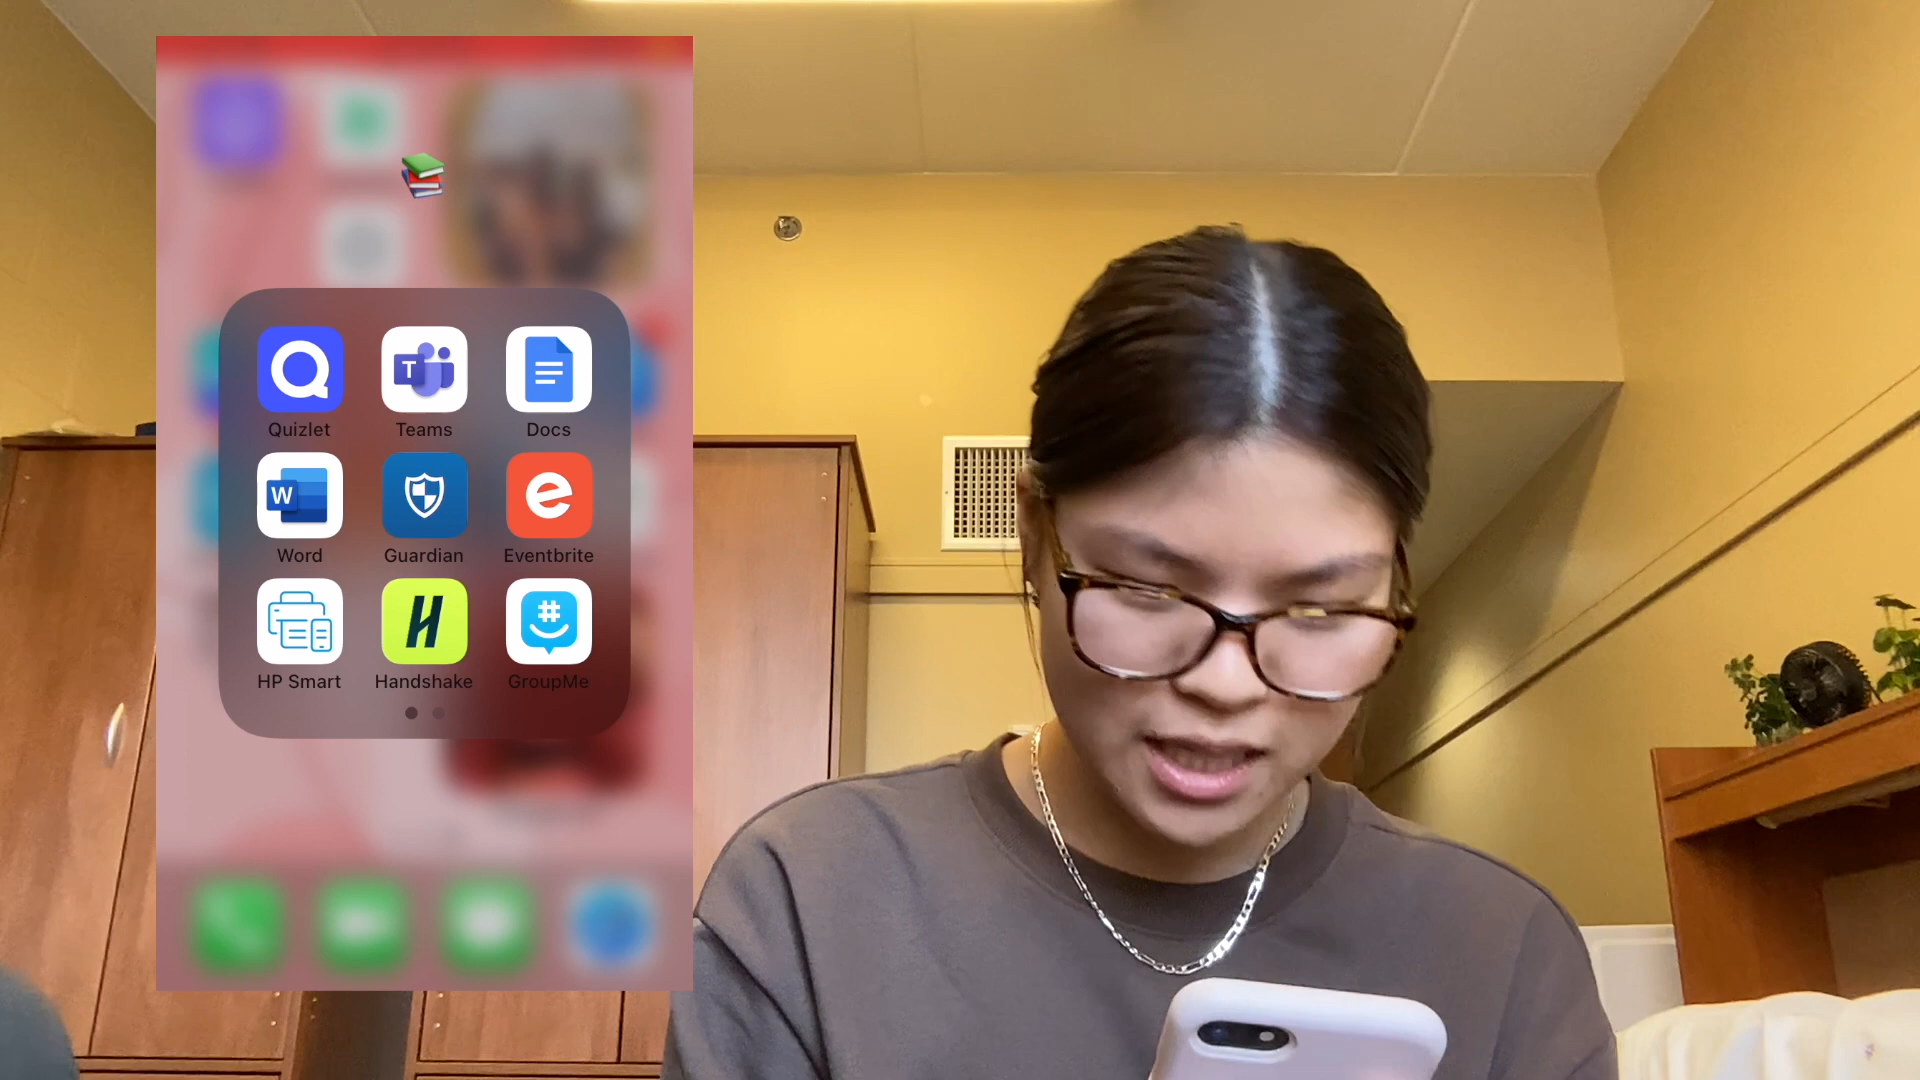 Quizlet Teams Docs
T
W
Word Guardian Eventbrite
HP Smart Handshake GroupMe